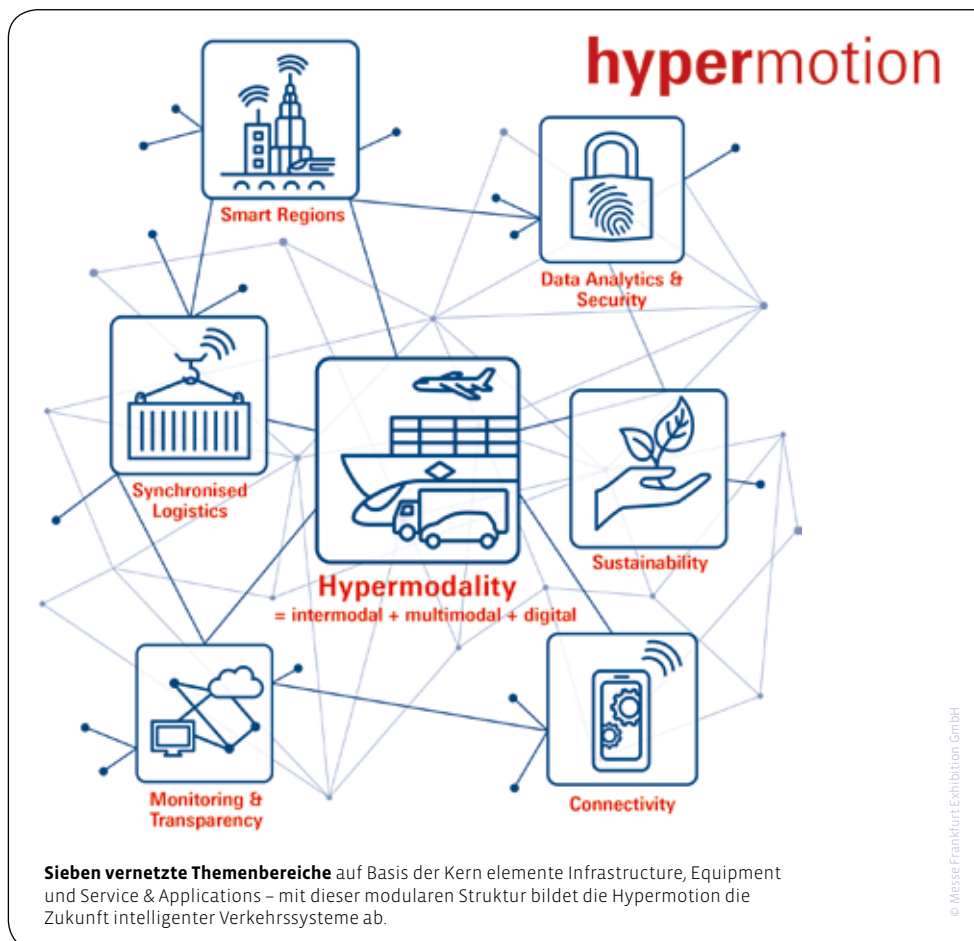 hypermotion
Smart Regions
Data Analytics &
Security
Synchronised
Logistics
Hypermodality
= intermodal + multimodal + digital
Sustainability
Monitoring &
Transparency
Connectivity
Sieben vernetzte Themenbereiche auf Basis der Kern elemente Infrastructure, Equipment
und Service & Applications – mit dieser modularen Struktur bildet die Hypermotion die
Zukunft intelligenter Verkehrssysteme ab.
© Messe Frankfurt Exhibition GmbH